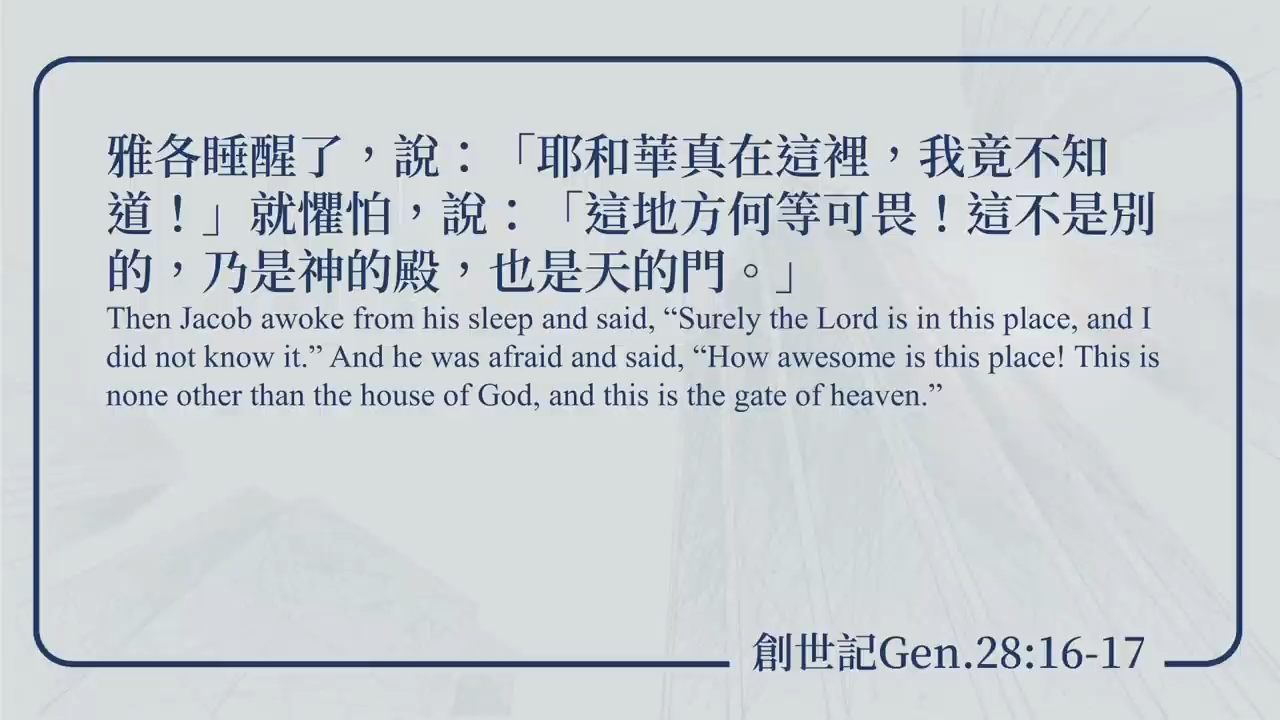 雅各睡醒了，說：「耶和華真在這裡，我竟不知
道！」就懼怕，說：「這地方何等可畏！這不是別
的，乃是神的殿，也是天的門。」
Then Jacob awoke from his sleep and said, “Surely the Lord is in this place, and I
did not know it.” And he was afraid and said, “How awesome is this place! This is
none other than the house of God, and this is the gate of heaven.”
創世記Gen.28:16-17